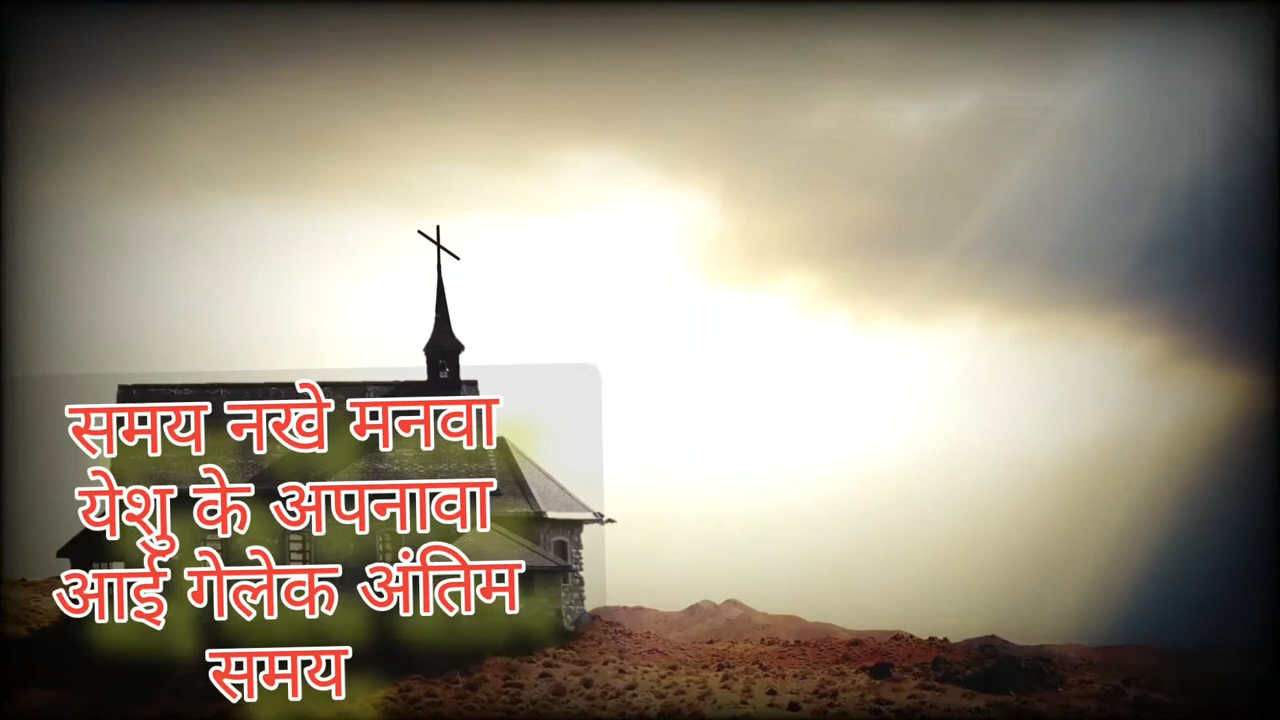 समय नखे मनवा
येशु के अपनावा
आई गेलेक अंतिम
समय